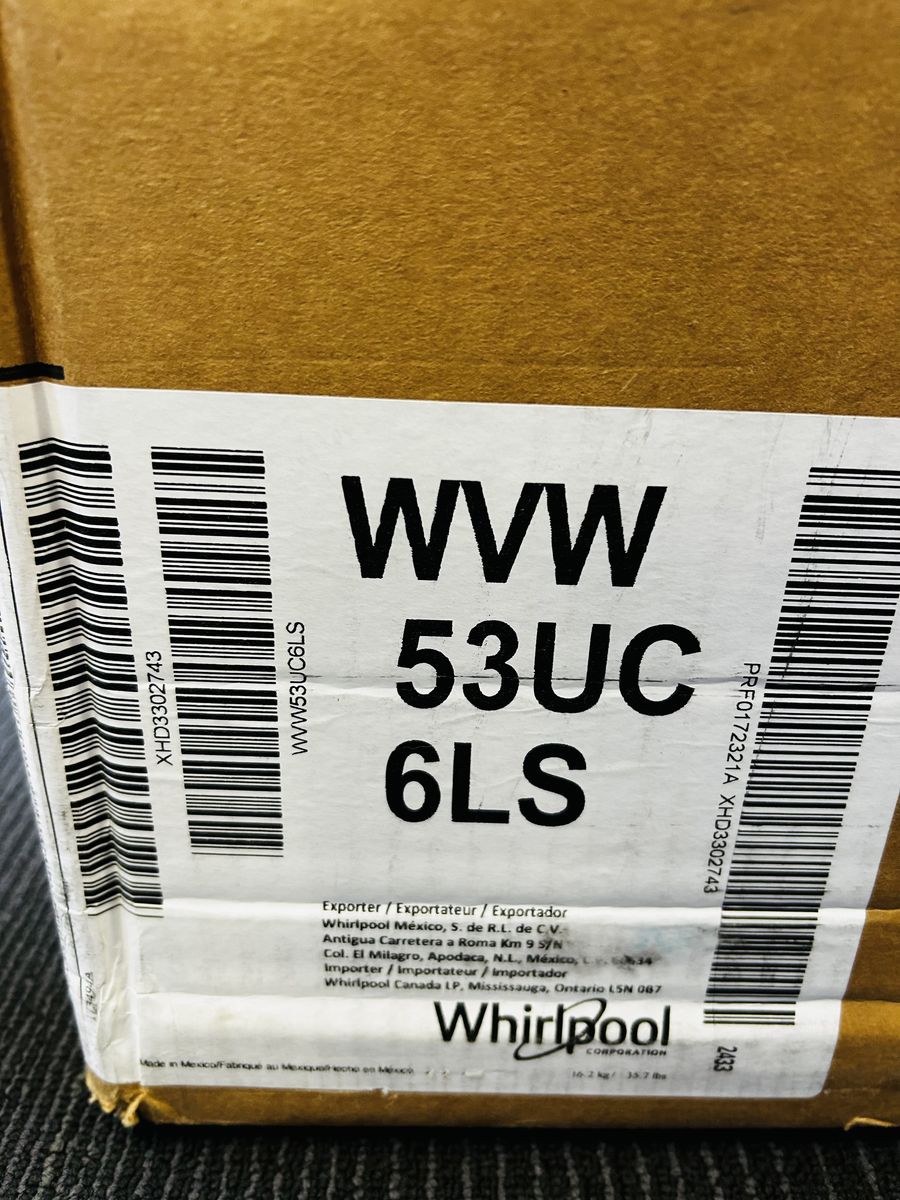 XHD3302743
WVW53UC6LS
WVW
53UC
6LS
PRF0172321A XHD3302743
Exporter / Exportateur / Exportador
Whirlpool México, S. de R.L. de C.V.
Antigua Carretera a Roma Km 9 S/N
Col. El Milagro, Apodaca, N.L., México,
Importer / Importateur / Importador
Whirlpool Canada LP, Mississauga, Ontario L5N 0B7
Whirlpool
CORPORATION
2433
Made in Mexico/Fabriqué au Mexique/Hecho en México
16.2 kg / 35.7 lbs